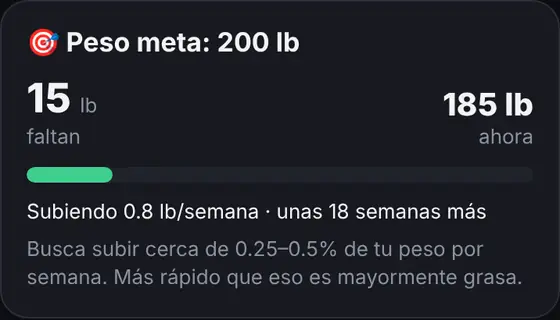 🎯 Peso meta: 200 lb
15 lb
185 lb
faltan
ahora
Subiendo 0.8 lb/semana · unas 18 semanas más
Busca subir cerca de 0.25–0.5% de tu peso por
semana. Más rápido que eso es mayormente grasa.